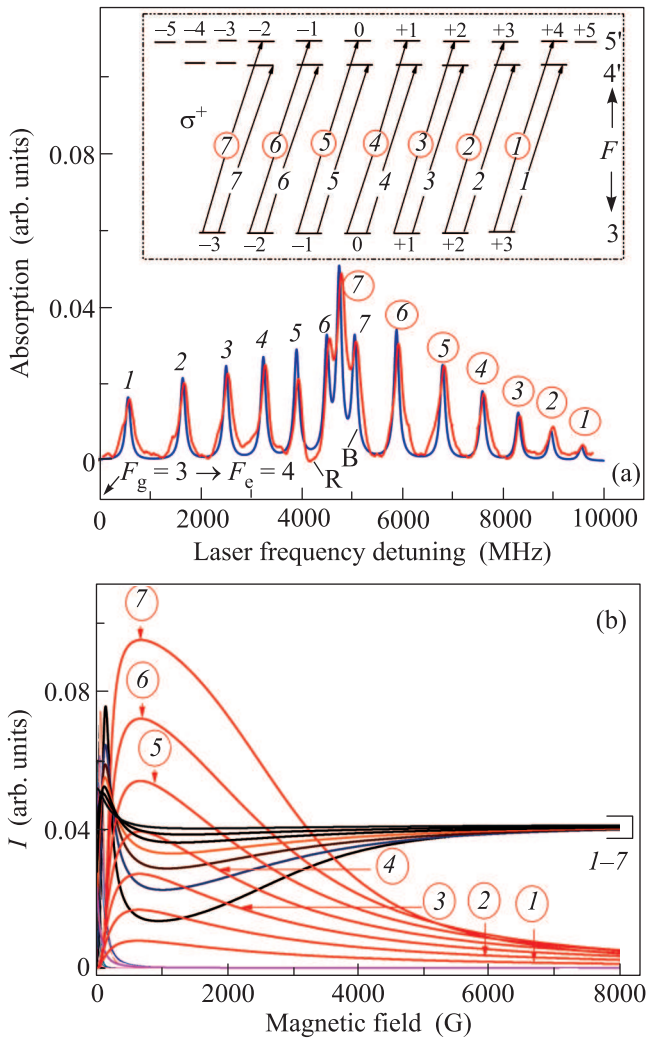 –5 –4 –3 –2 –1 0 +1 +2 +3 +4 +5 5'
4'
σ+
7 6 5 4 3 2 1 F
7 6 5 4 3 2 1
–3 –2 –1 0 +1 +2 +3 3
Absorption (arb. units)
0.08
0.04
0
1 2 3 4 5 6 7 7 6 5 4 3 2 1
B
R
Fg = 3 → Fe = 4
(a)
0 2000 4000 6000 8000 10000
Laser frequency detuning (MHz)
7
(b)
6
5
I (arb. units)
0.08
0.04
0
1–7
4
3 2 1
0 2000 4000 6000 8000
Magnetic field (G)